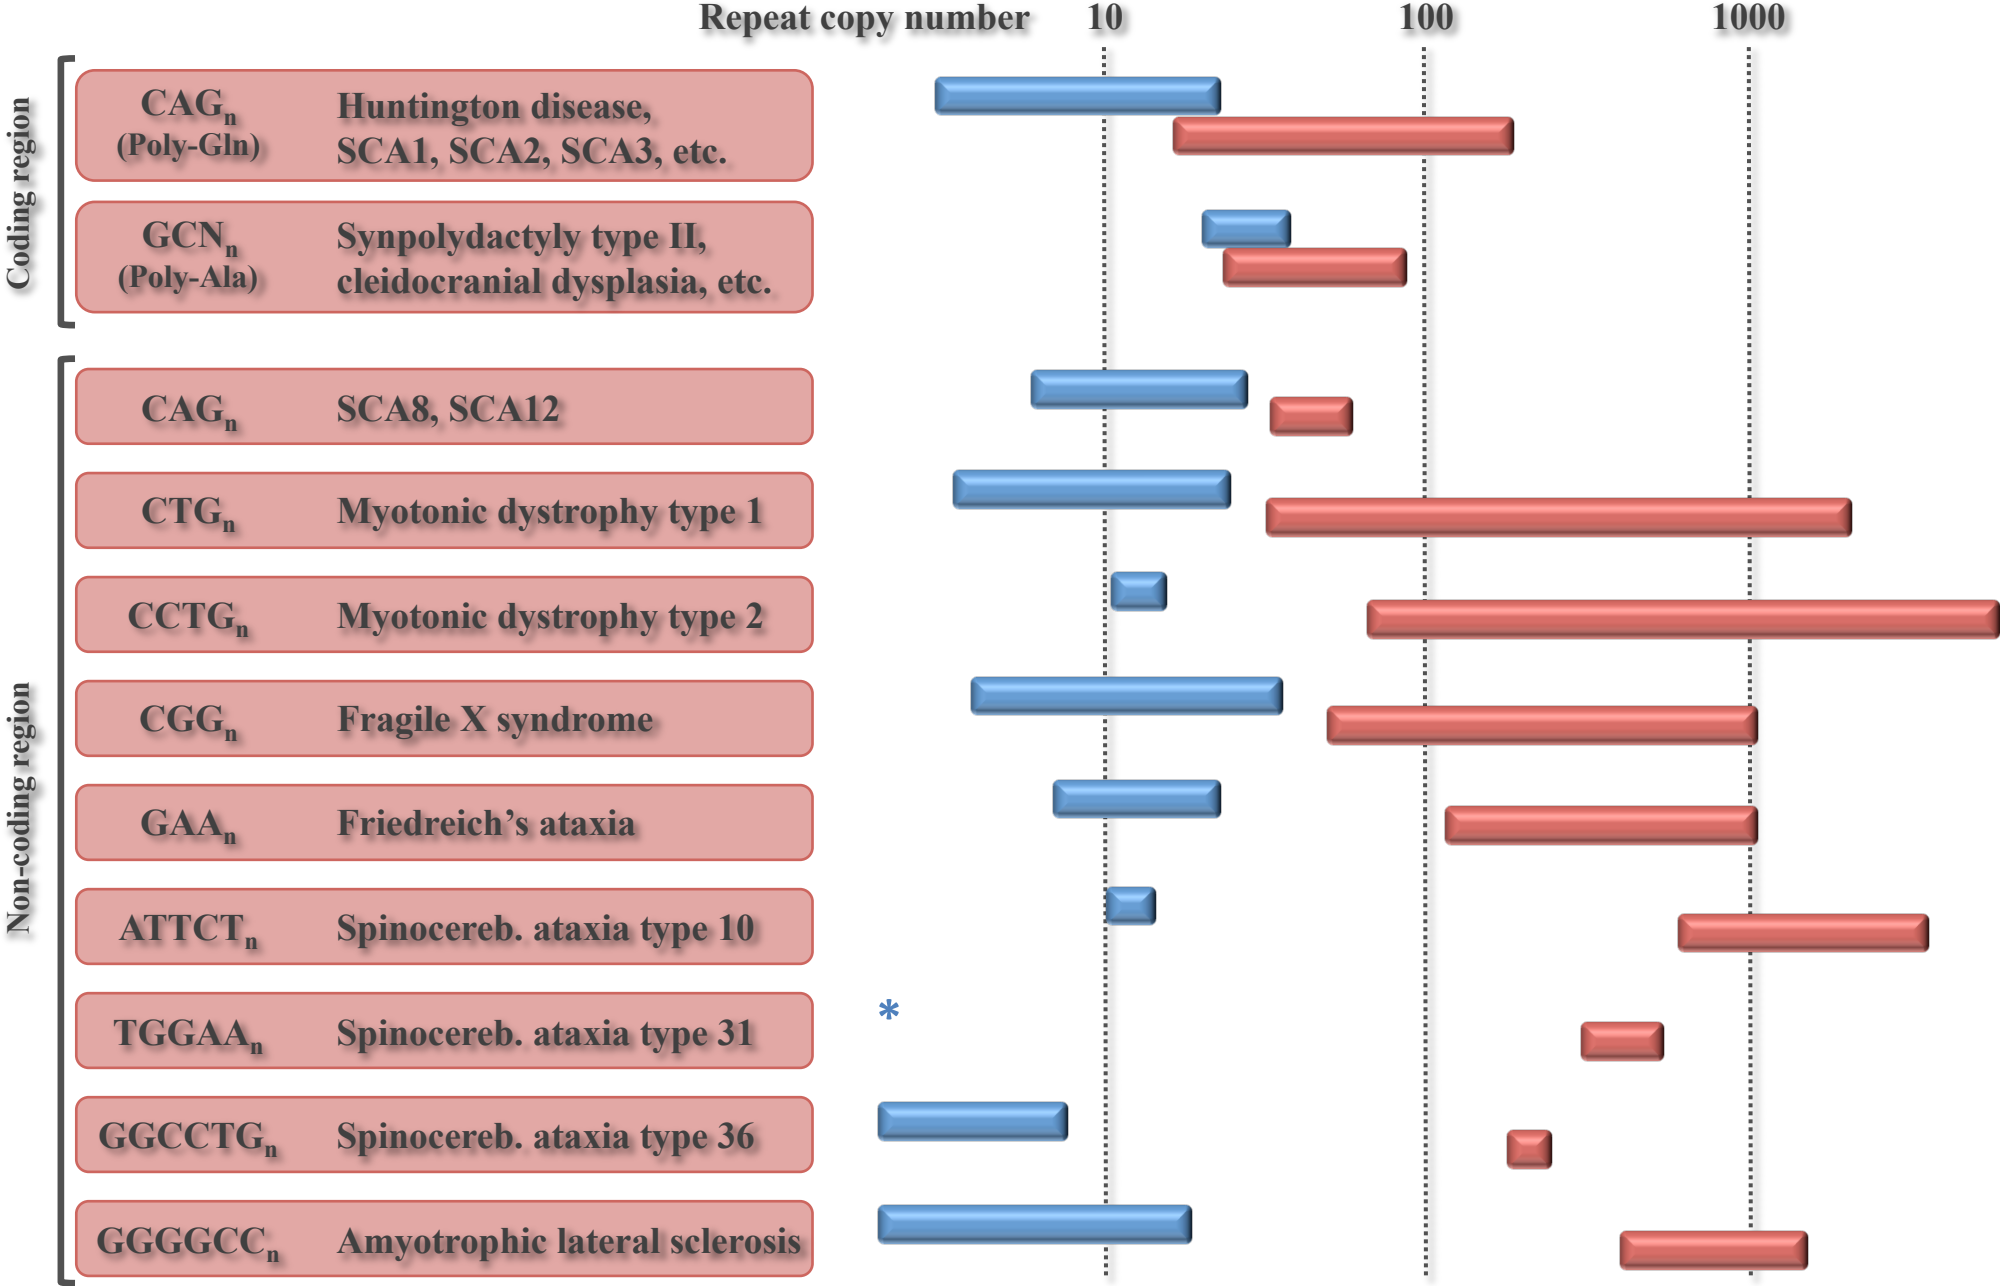 Repeat copy number 10 100 1000
Coding region
CAGn Huntington disease,
(Poly-Gln) SCA1, SCA2, SCA3, etc.
GCNn Synpolydactyly type II,
(Poly-Ala) cleidocranial dysplasia, etc.
Non-coding region
CAGn SCA8, SCA12
CTGn Myotonic dystrophy type 1
CCTGn Myotonic dystrophy type 2
CGGn Fragile X syndrome
GAAn Friedreich’s ataxia
ATTCTn Spinocereb. ataxia type 10
TGGAAn Spinocereb. ataxia type 31 *
GGCCTGn Spinocereb. ataxia type 36
GGGGCCn Amyotrophic lateral sclerosis